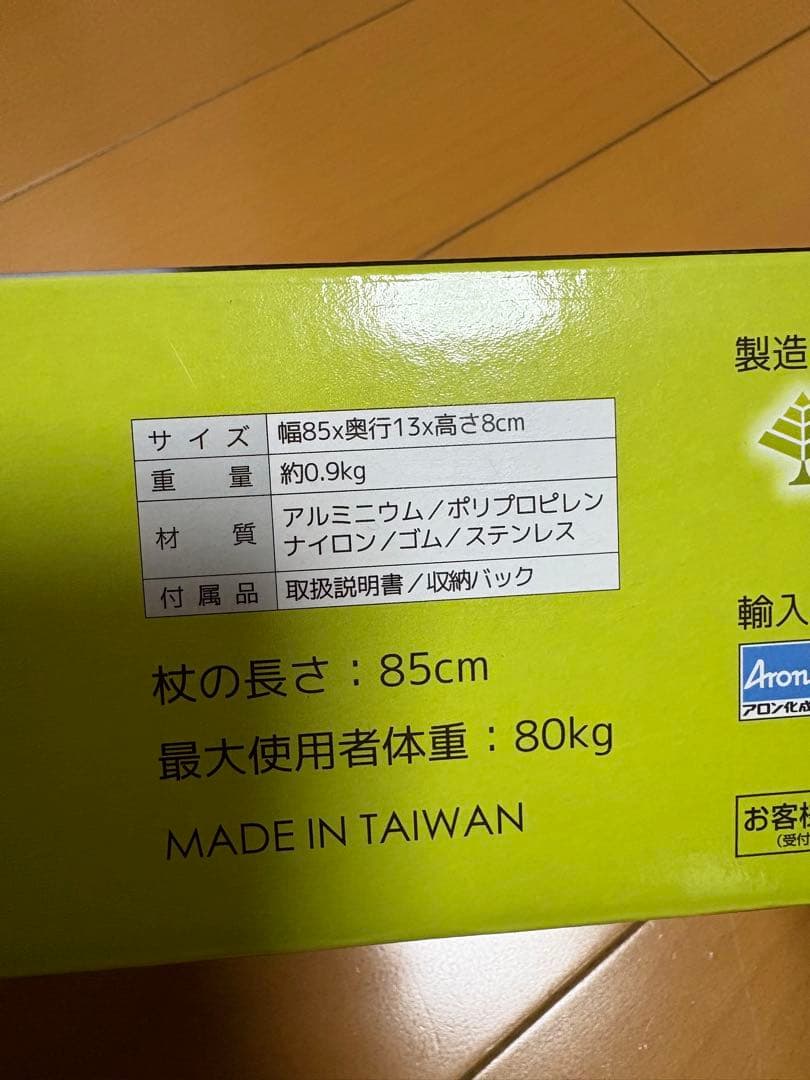 サイズ 幅85x奥行13x高さ8cm
重量 約0.9kg
材質 アルミニウム／ポリプロピレン
ナイロン／ゴム／ステンレス
付属品 取扱説明書／収納バック
杖の長さ：85cm
最大使用者体重：80kg
MADE IN TAIWAN
製造
輸入
Aron
アロン化成
お客様
（受付